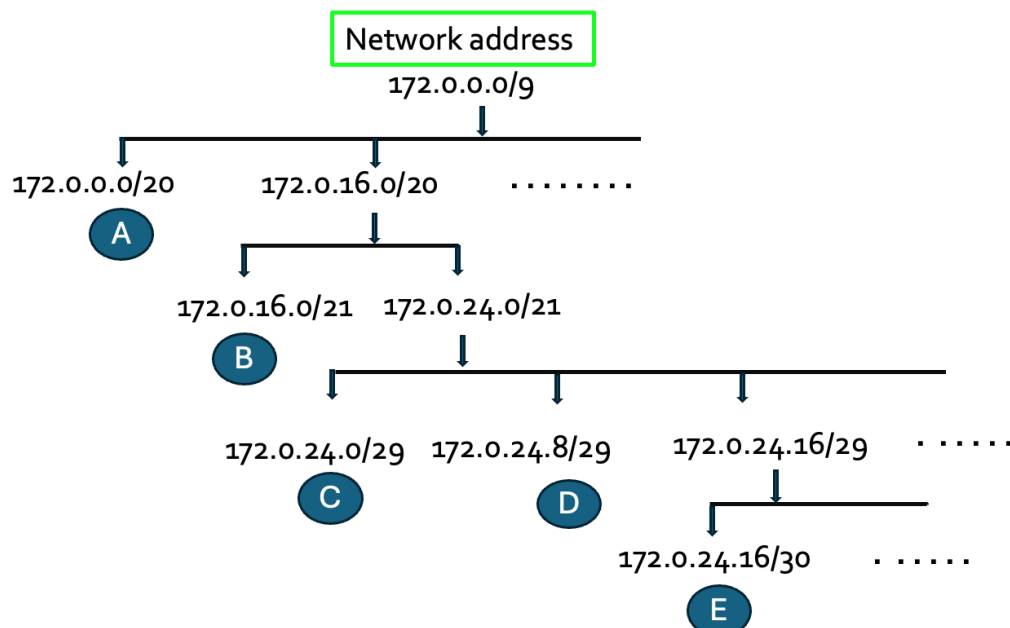 Network address
172.0.0.0/9
172.0.0.0/20 172.0.16.0/20 ........
A
172.0.16.0/21 172.0.24.0/21
B
172.0.24.0/29 172.0.24.8/29 172.0.24.16/29 ......
C D
172.0.24.16/30 ......
E